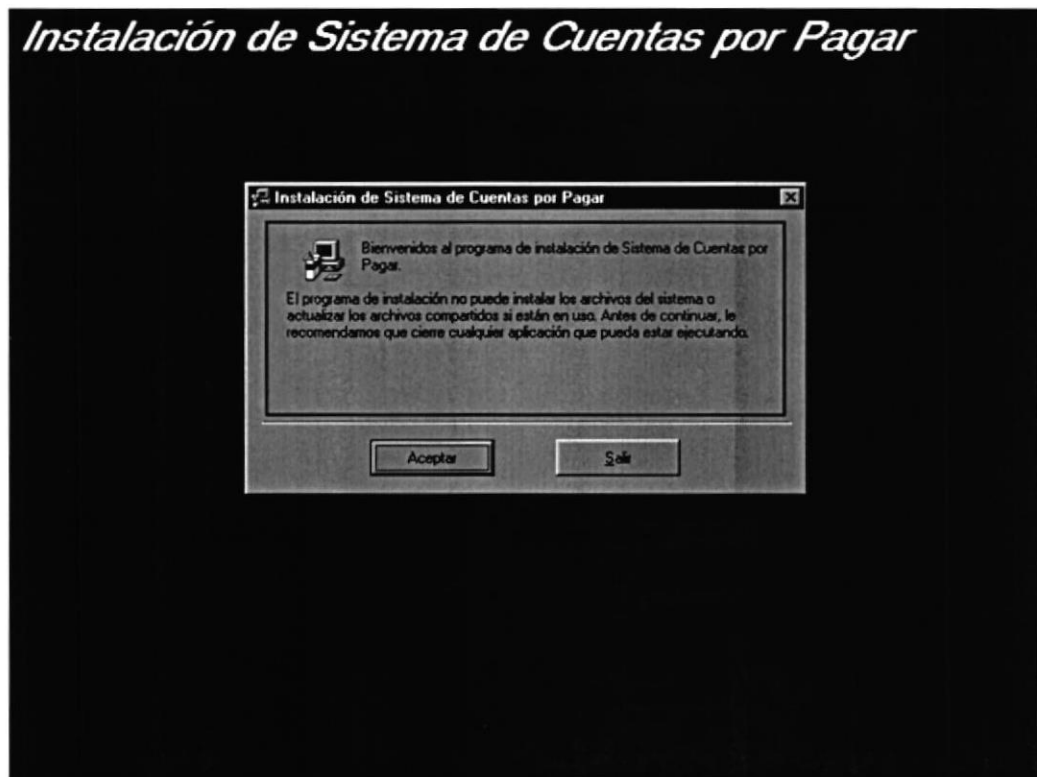 Instalación de Sistema de Cuentas por Pagar
Instalación de Sistema de Cuentas por Pagar
Bienvenidos al programa de instalación de Sistema de Cuentas por
Pagar.
El programa de instalación no puede instalar los archivos del sistema o
actualizar los archivos compartidos si están en uso. Antes de continuar, le
recomendamos que cierre cualquier aplicación que pueda estar ejecutando.
Aceptar
Salir